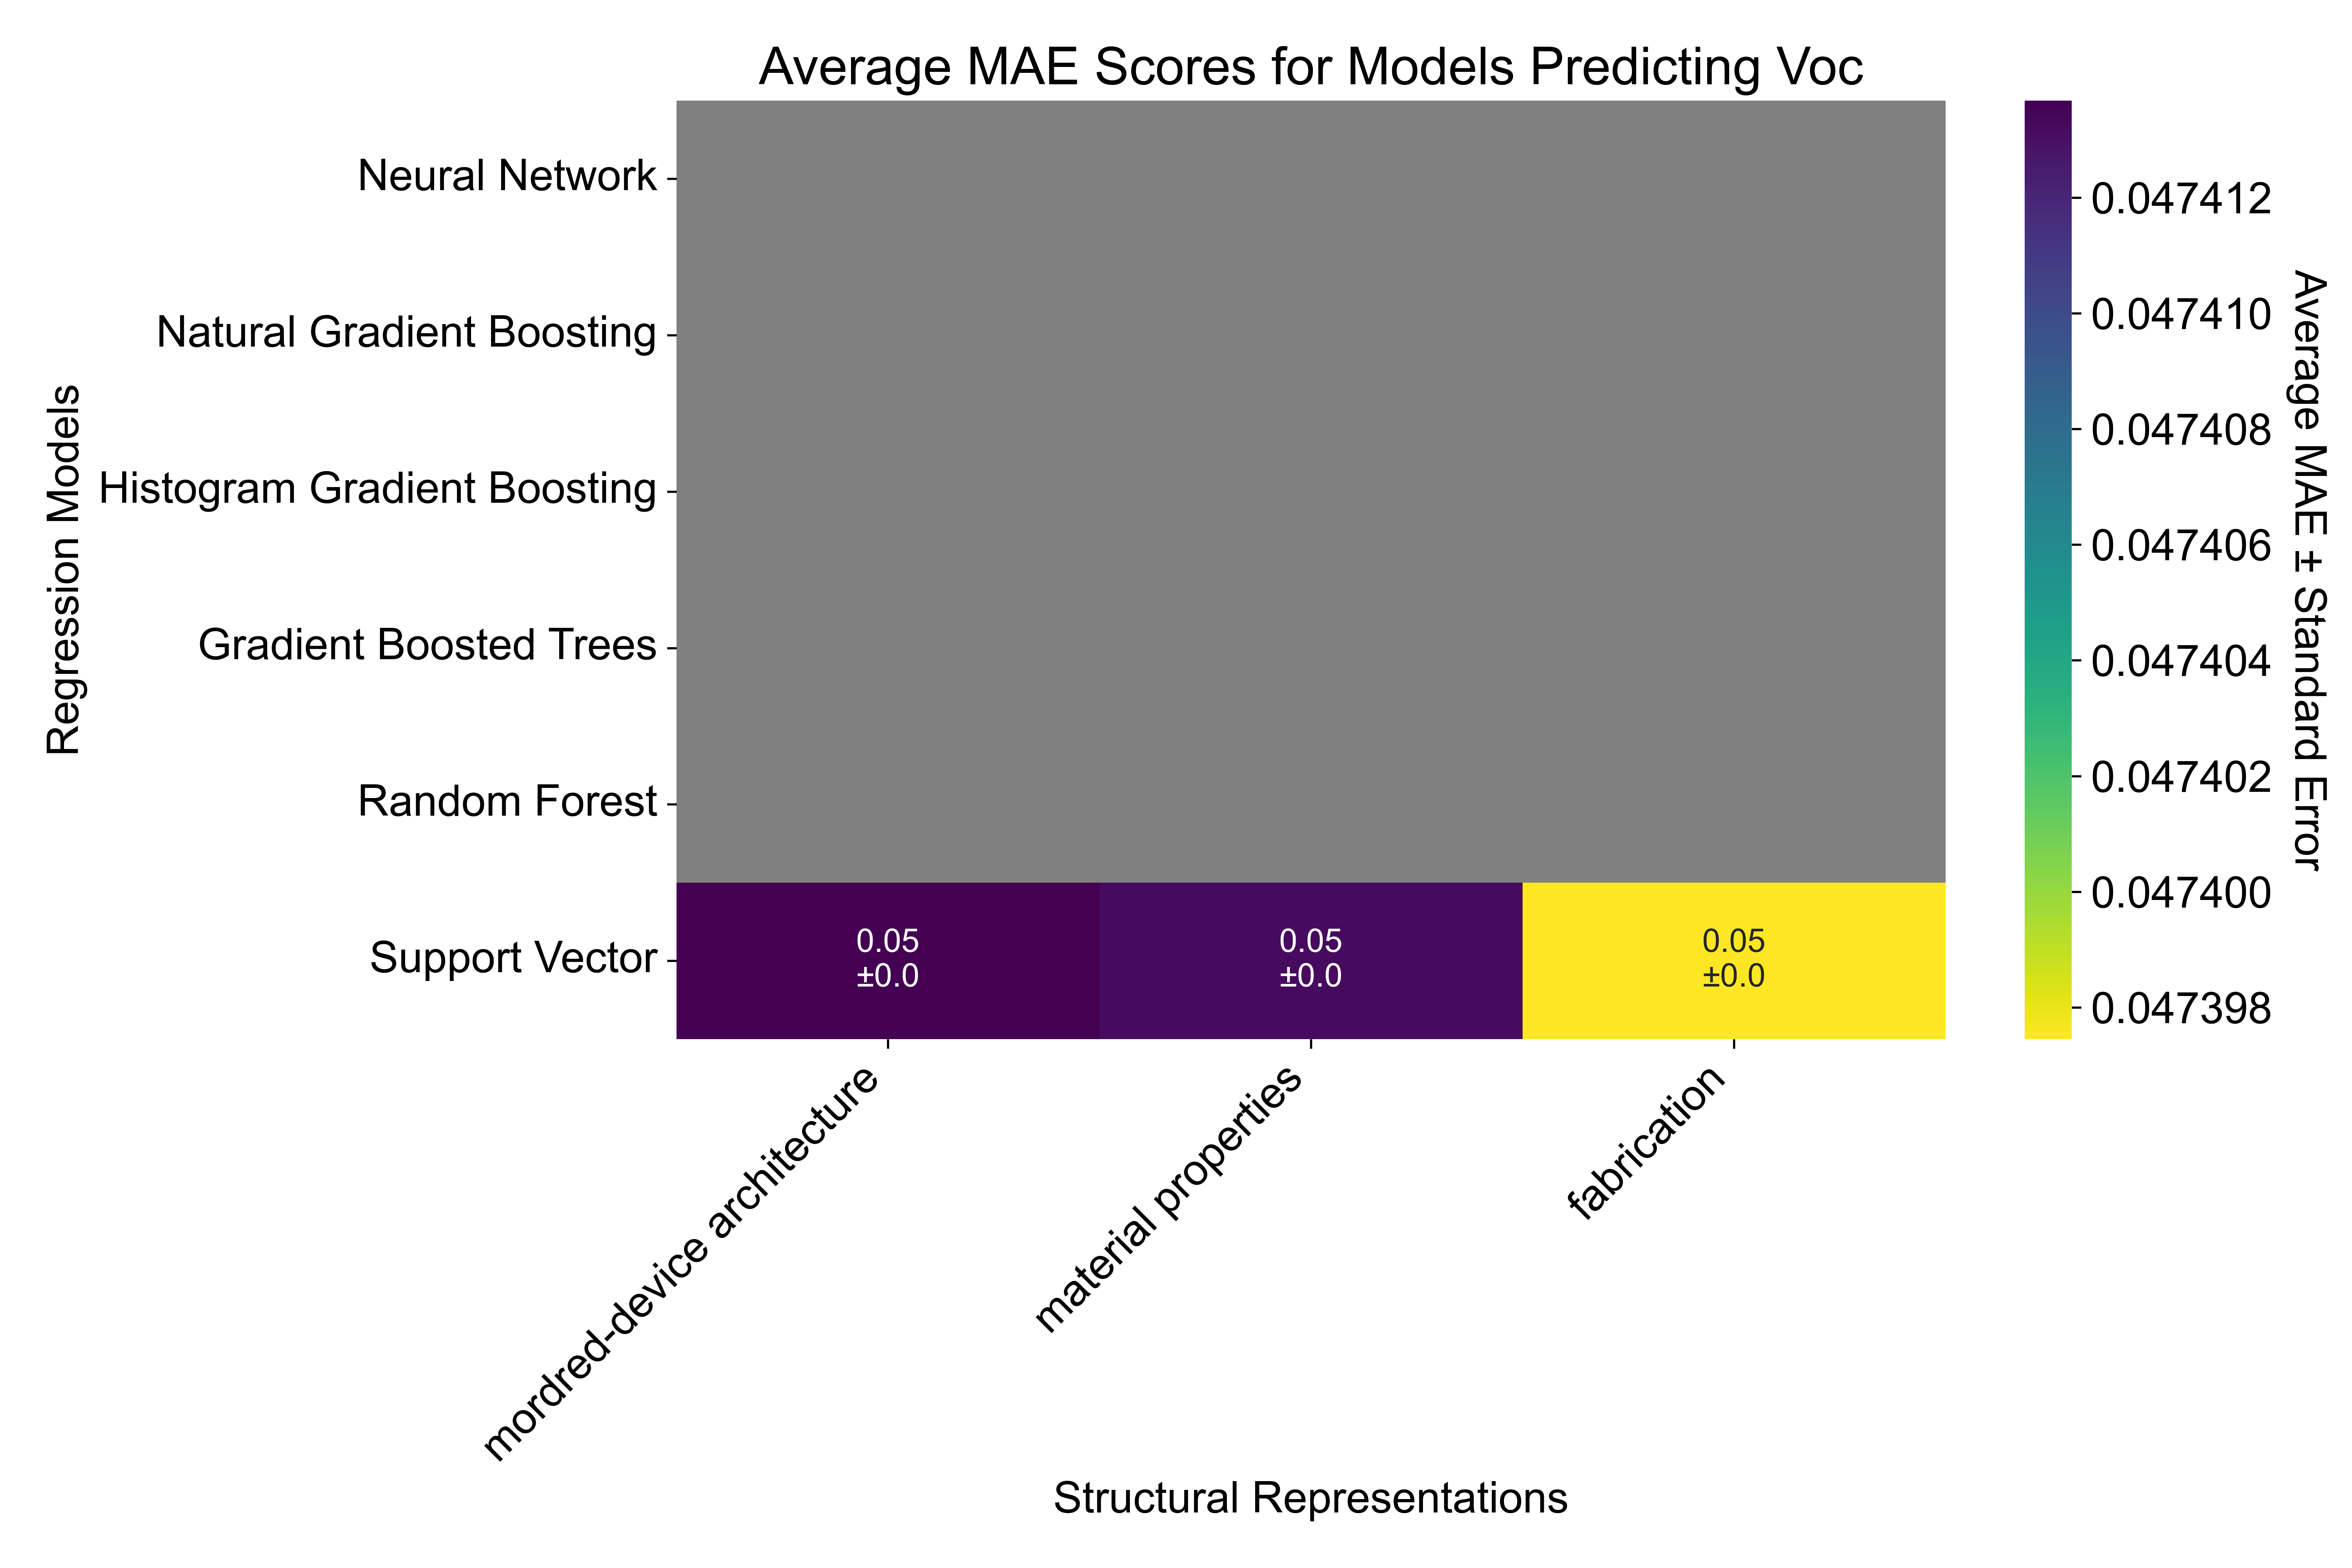 Average MAE Scores for Models Predicting Voc
Regression Models
Neural Network
Natural Gradient Boosting
Histogram Gradient Boosting
Gradient Boosted Trees
Random Forest
Support Vector
0.05
±0.0
0.05
±0.0
0.05
±0.0
mordred-device architecture
material properties
fabrication
Structural Representations
0.047412
0.047410
0.047408
0.047406
0.047404
0.047402
0.047400
0.047398
Average MAE ± Standard Error